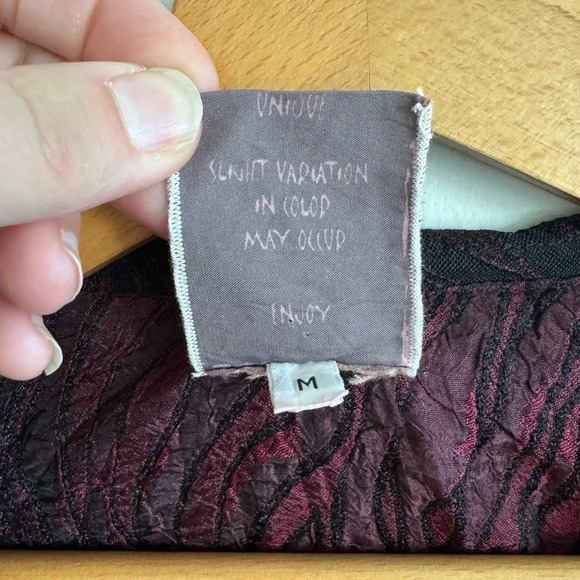 UNIQUE
SLIGHT VARIATION
IN COLOR
MAY OCCUR
ENJOY
M